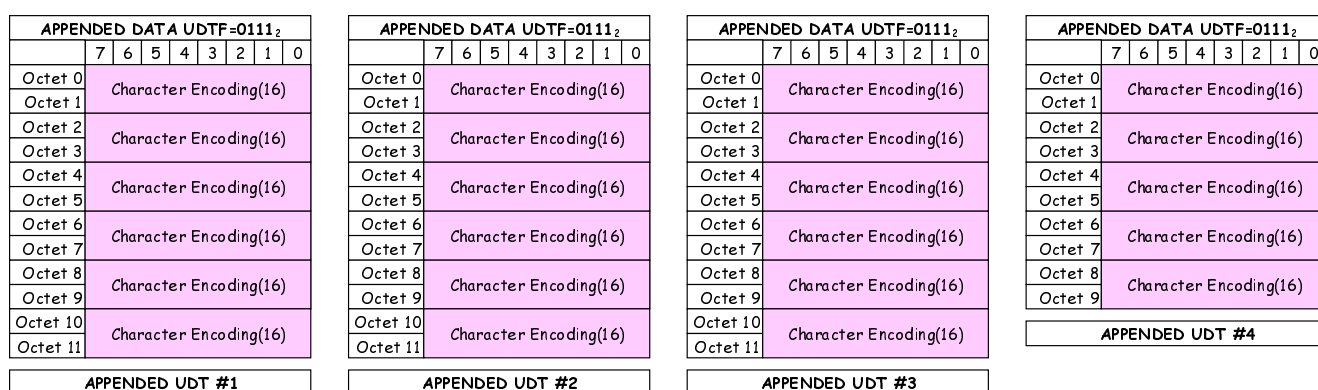 APPENDED DATA UDTF=0111₂
7 6 5 4 3 2 1 0
Octet 0
Octet 1
Character Encoding(16)
Octet 2
Octet 3
Character Encoding(16)
Octet 4
Octet 5
Character Encoding(16)
Octet 6
Octet 7
Character Encoding(16)
Octet 8
Octet 9
Character Encoding(16)
Octet 10
Octet 11
Character Encoding(16)
APPENDED UDT #1
APPENDED DATA UDTF=0111₂
7 6 5 4 3 2 1 0
Octet 0
Octet 1
Character Encoding(16)
Octet 2
Octet 3
Character Encoding(16)
Octet 4
Octet 5
Character Encoding(16)
Octet 6
Octet 7
Character Encoding(16)
Octet 8
Octet 9
Character Encoding(16)
Octet 10
Octet 11
Character Encoding(16)
APPENDED UDT #2
APPENDED DATA UDTF=0111₂
7 6 5 4 3 2 1 0
Octet 0
Octet 1
Character Encoding(16)
Octet 2
Octet 3
Character Encoding(16)
Octet 4
Octet 5
Character Encoding(16)
Octet 6
Octet 7
Character Encoding(16)
Octet 8
Octet 9
Character Encoding(16)
Octet 10
Octet 11
Character Encoding(16)
APPENDED UDT #3
APPENDED DATA UDTF=0111₂
7 6 5 4 3 2 1 0
Octet 0
Octet 1
Character Encoding(16)
Octet 2
Octet 3
Character Encoding(16)
Octet 4
Octet 5
Character Encoding(16)
Octet 6
Octet 7
Character Encoding(16)
Octet 8
Octet 9
Character Encoding(16)
APPENDED UDT #4